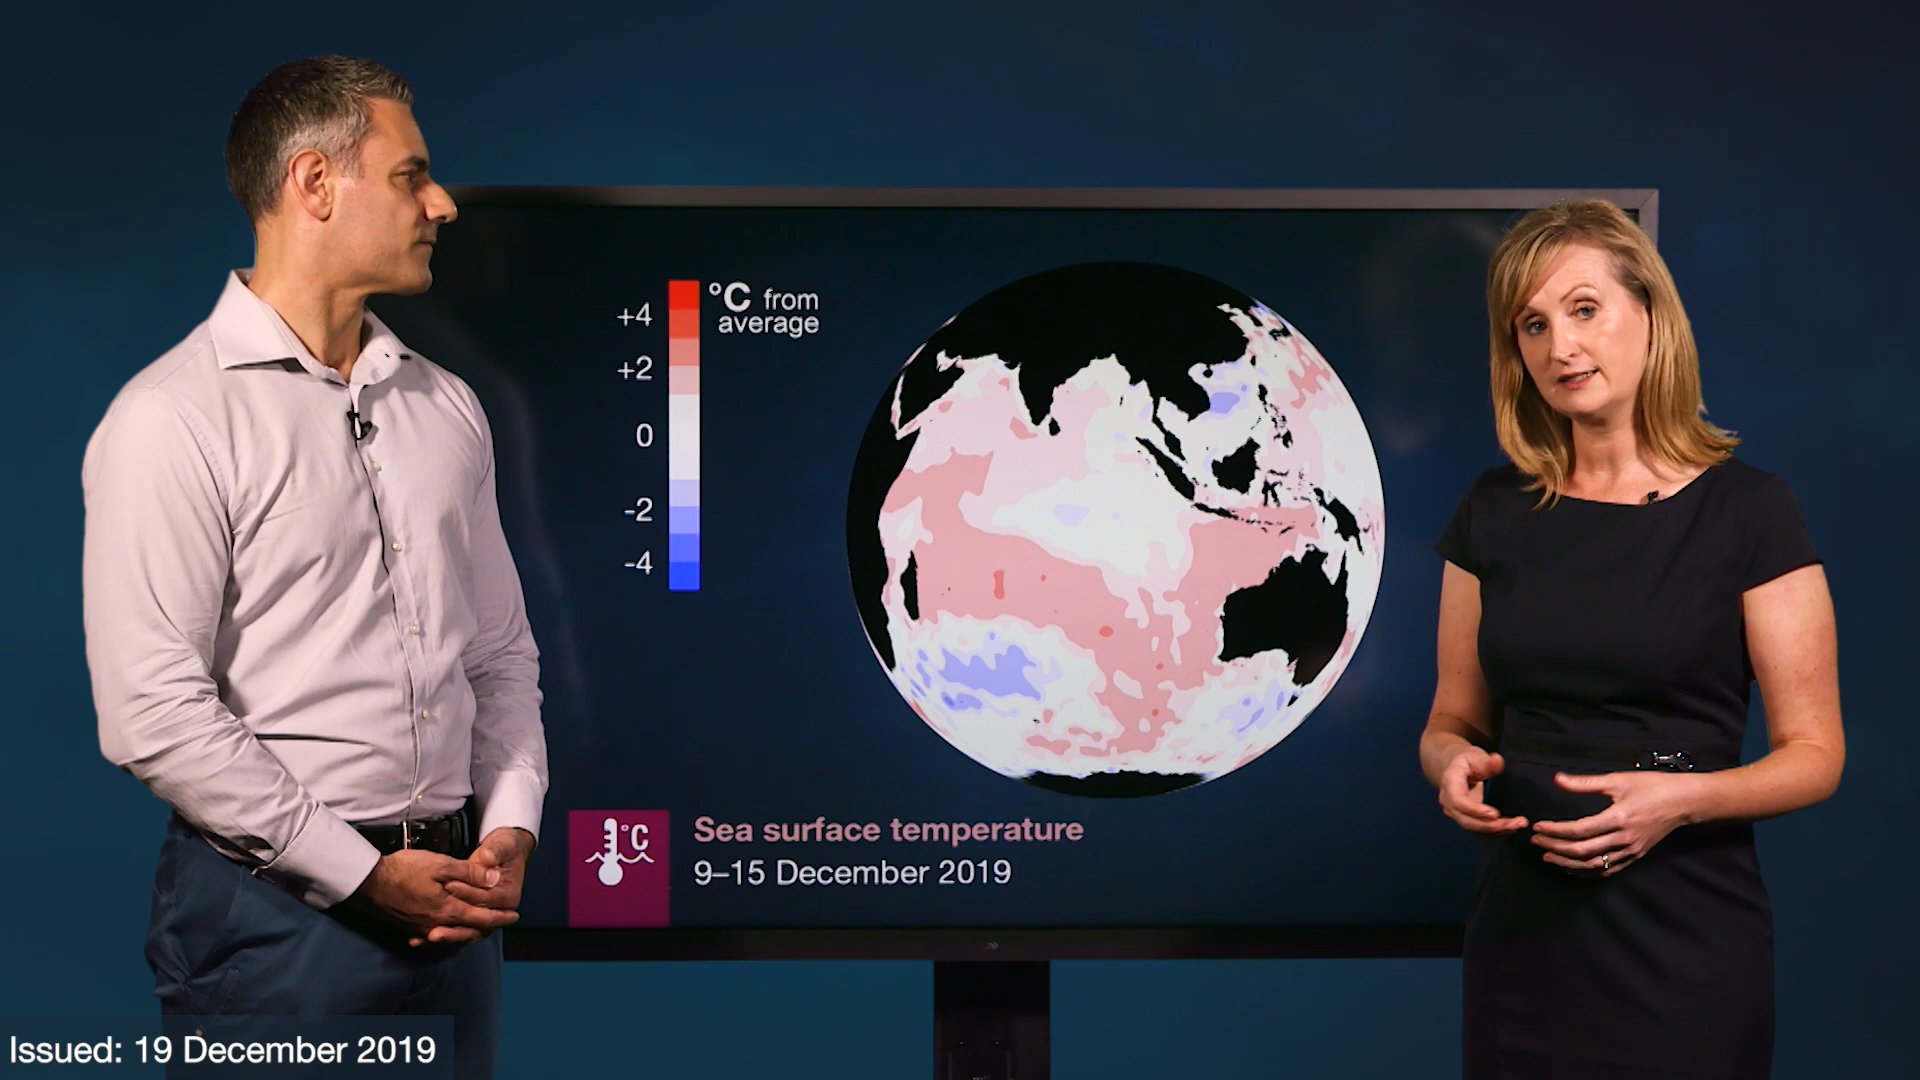 °C from
average
+4
+2
0
-2
-4
°C
Sea surface temperature
9–15 December 2019
Issued: 19 December 2019